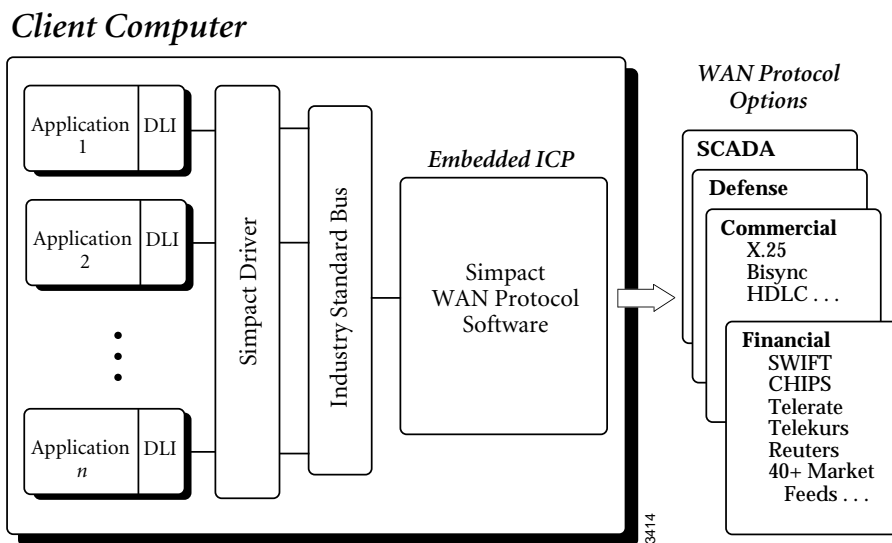 Client Computer
Application
1
DLI
Application
2
DLI
Application
n
DLI
Simpact Driver
Industry Standard Bus
Embedded ICP
Simpact
WAN Protocol
Software
3414
WAN Protocol
Options
SCADA
Defense
Commercial
X.25
Bisync
HDLC . . .
Financial
SWIFT
CHIPS
Telerate
Telekurs
Reuters
40+ Market
Feeds . . .